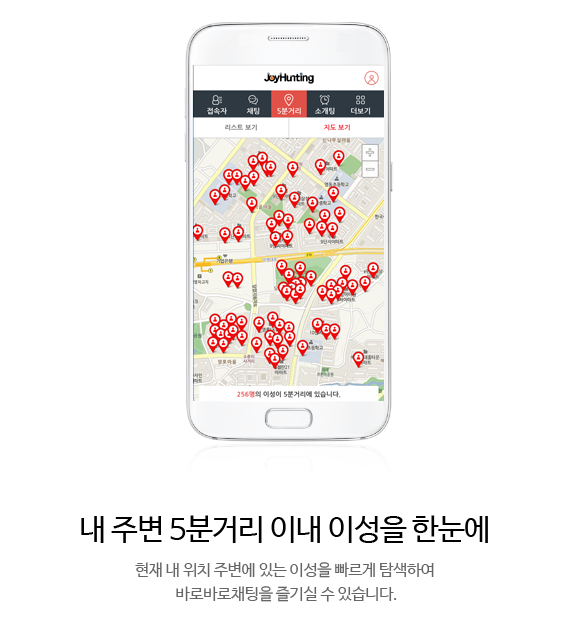 JoyHunting
접속자 채팅 5분거리 소개팅 더보기
리스트 보기 지도 보기
256명의 이성이 5분거리에 있습니다.
내 주변 5분거리 이내 이성을 한눈에
현재 내 위치 주변에 있는 이성을 빠르게 탐색하여
바로바로채팅을 즐기실 수 있습니다.